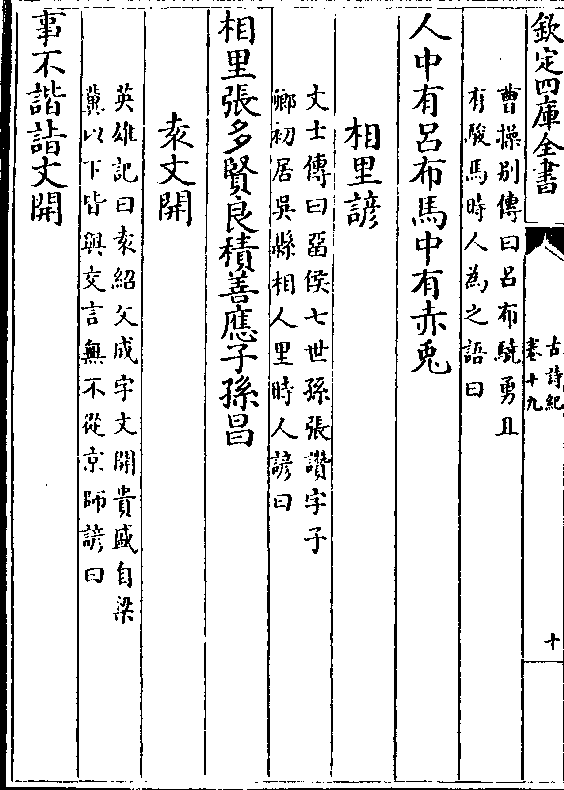 欽定四庫全書
古詩紀
卷十九
十
曹操别傳曰呂布驍勇且
有駿馬時人為之語曰
人中有呂布馬中有赤兎
相里諺
文士傳曰留侯七世孫張讚字子
卿初居吳縣相人里時人諺曰
相里張多賢良積善應子孫昌
袁文開
英雄記曰袁紹父成字文開貴盛自梁
冀以下皆與交言無不從京師諺曰
事不諧詣文開